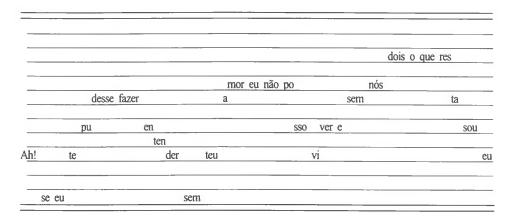 dois o que res
mor eu não po nós
desse fazer a sem ta
pu en sso ver e sou
ten
Ah! te der teu vi eu
se eu sem